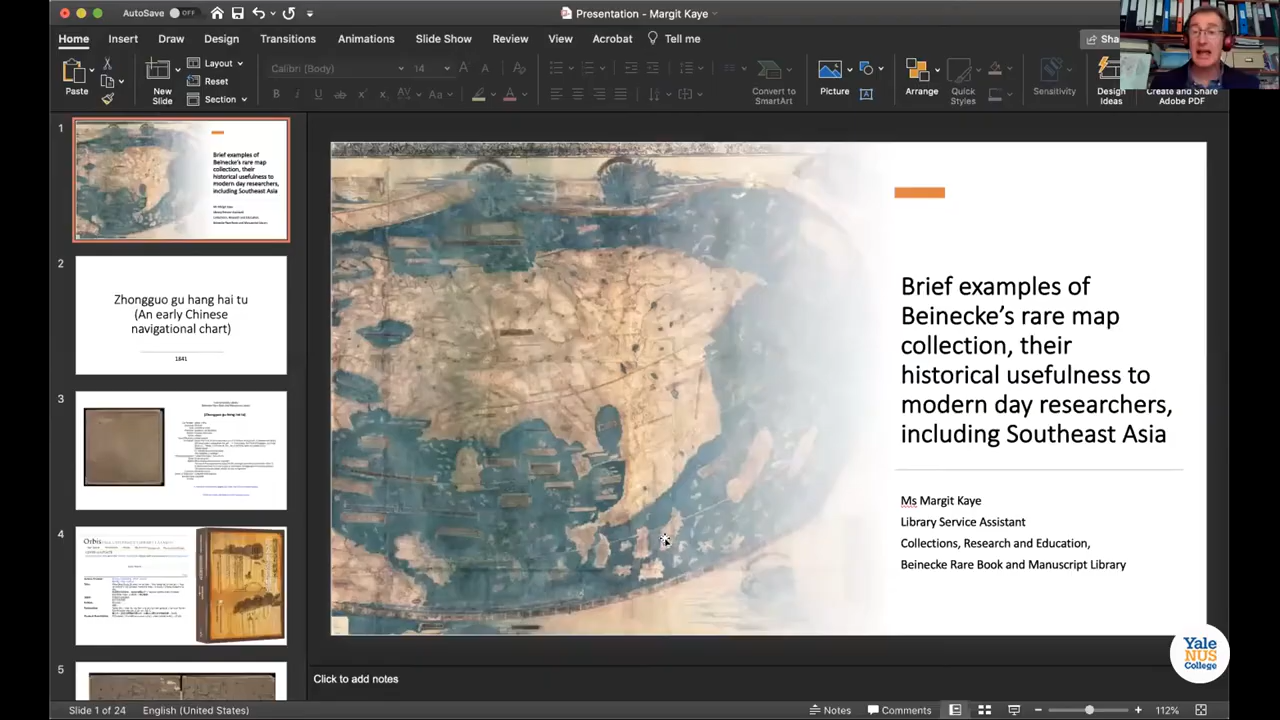 AutoSave OFF
Presentation - Margit Kaye
Home Insert Draw Design Transitions Animations Slide Sh View Acrobat Tell me
Sha
Paste
New
Slide
Layout
Reset
Section
Calibri (Body) 14
Convert to
SmartArt
Picture
Arrange
Quick
Styles
Sensitivity
Design
Ideas
Create and Share
Adobe PDF
1
Brief examples of
Beinecke's rare map
collection, their
historical usefulness to
modern day researchers,
including Southeast Asia
2
Zhongguo gu hang hai tu
(An early Chinese
navigational chart)
1841
3
4
Orbis
5
Brief examples of
Beinecke's rare map
collection, their
historical usefulness to
modern day researchers,
including Southeast Asia
Ms Margit Kaye
Library Service Assistant
Collections, Research and Education,
Beinecke Rare Book and Manuscript Library
Yale
NUS
College
Click to add notes
Slide 1 of 24 English (United States) Notes Comments 112%